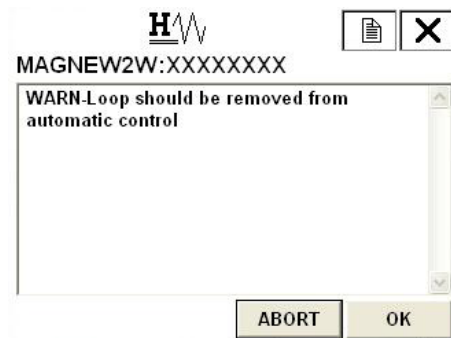 H
MAGNEW2W:XXXXXXXX
WARN-Loop should be removed from
automatic control
ABORT OK